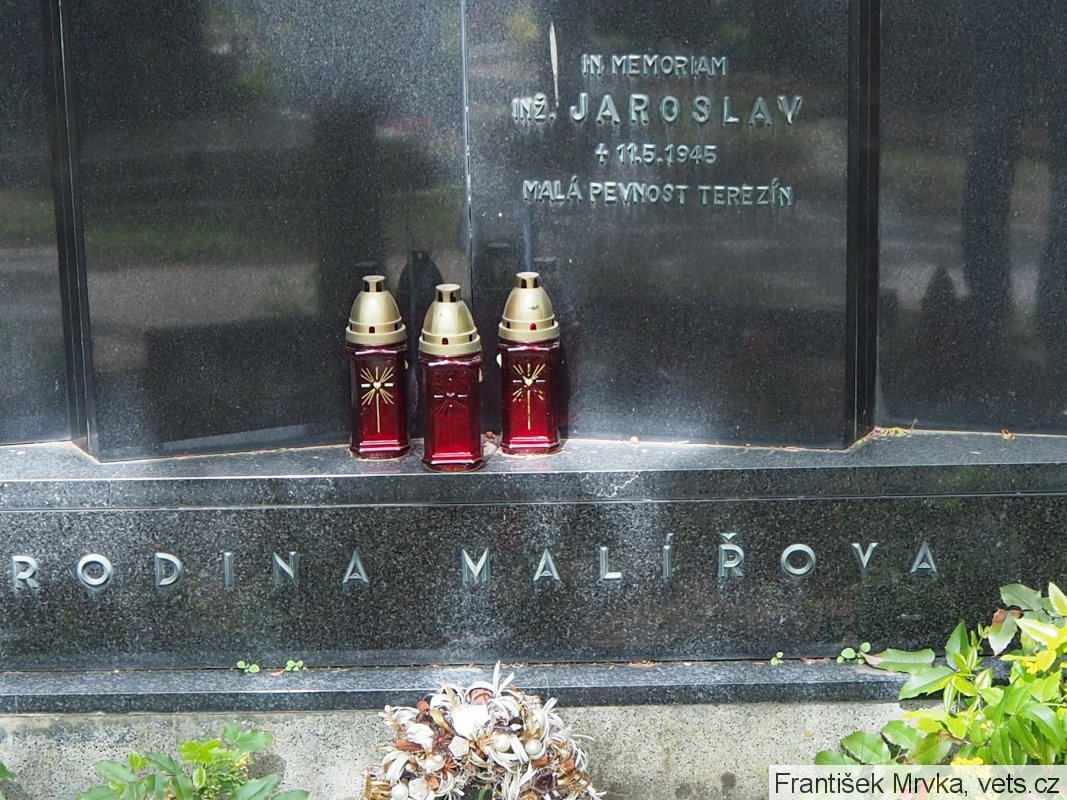 IN MEMORIAM
INŽ. JAROSLAV
+ 11.5.1945
MALÁ PEVNOST TEREZÍN
RODINA MALÍŘOVA
František Mrvka, vets.cz